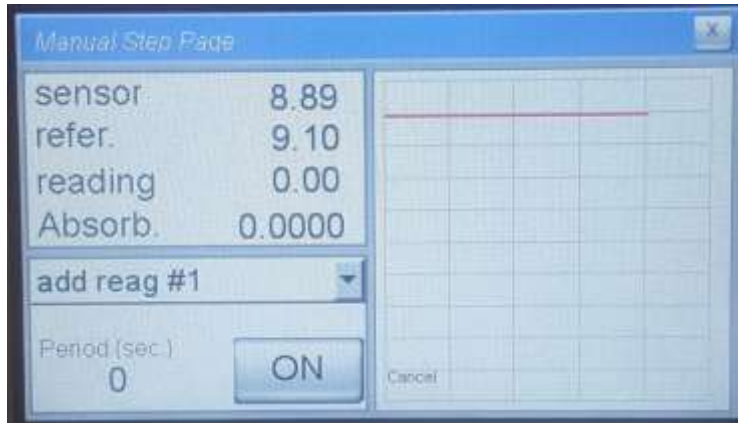 Manual Step Page
X
sensor 8.89
refer. 9.10
reading 0.00
Absorb. 0.0000
add reag #1
Period (sec.)
0
ON
Cancel